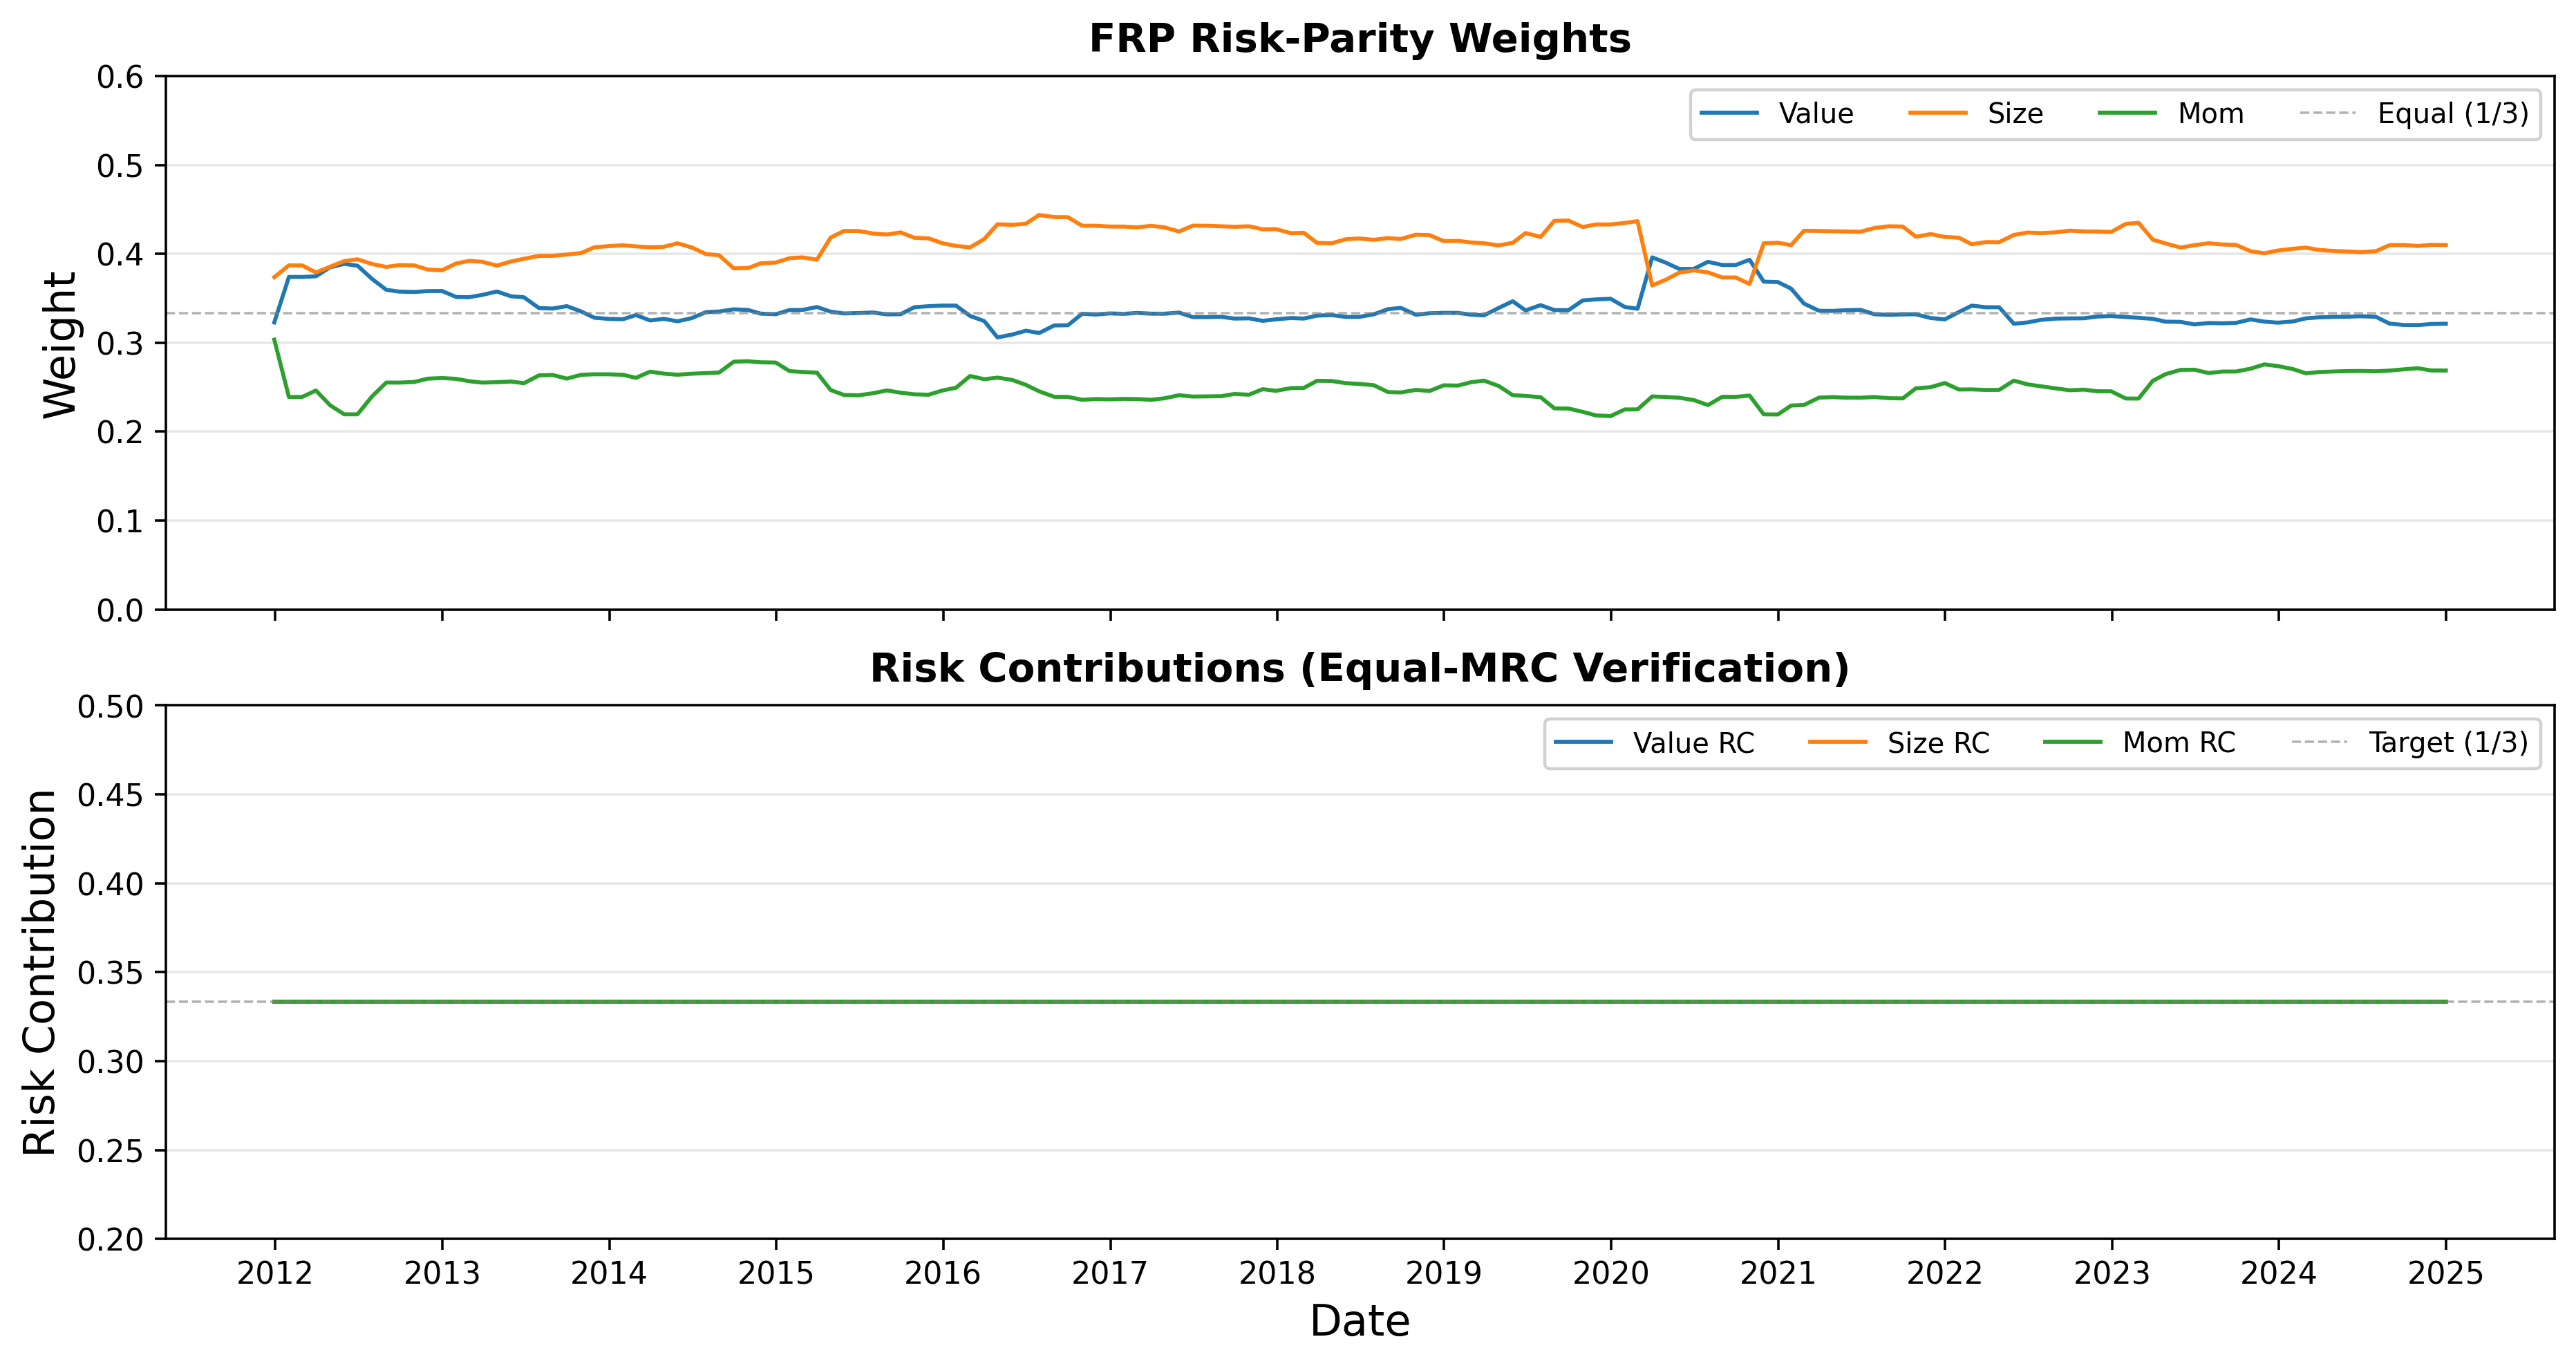 FRP Risk-Parity Weights
0.6
0.5
0.4
0.3
0.2
0.1
0.0
Weight
Value Size Mom Equal (1/3)
Risk Contributions (Equal-MRC Verification)
0.50
0.45
0.40
0.35
0.30
0.25
0.20
Risk Contribution
Value RC Size RC Mom RC Target (1/3)
2012 2013 2014 2015 2016 2017 2018 2019 2020 2021 2022 2023 2024 2025
Date